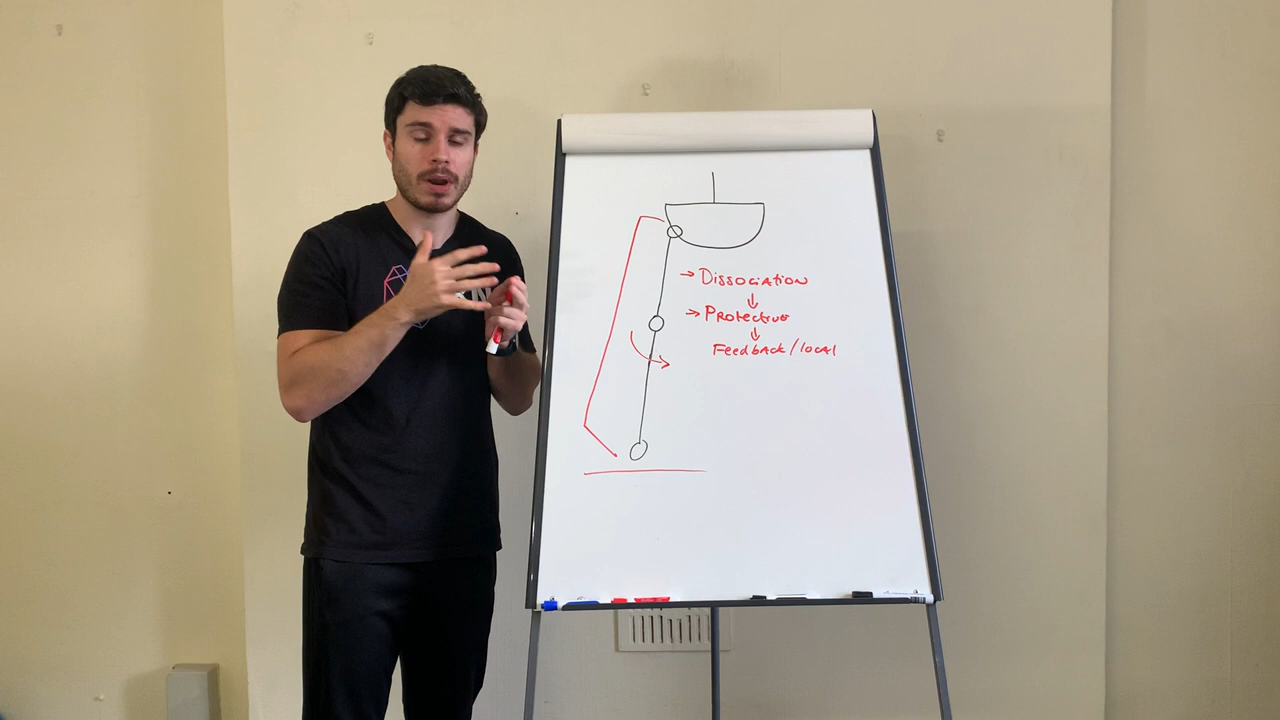 → Dissociation
↓
→ Protective
↓
Feedback/local